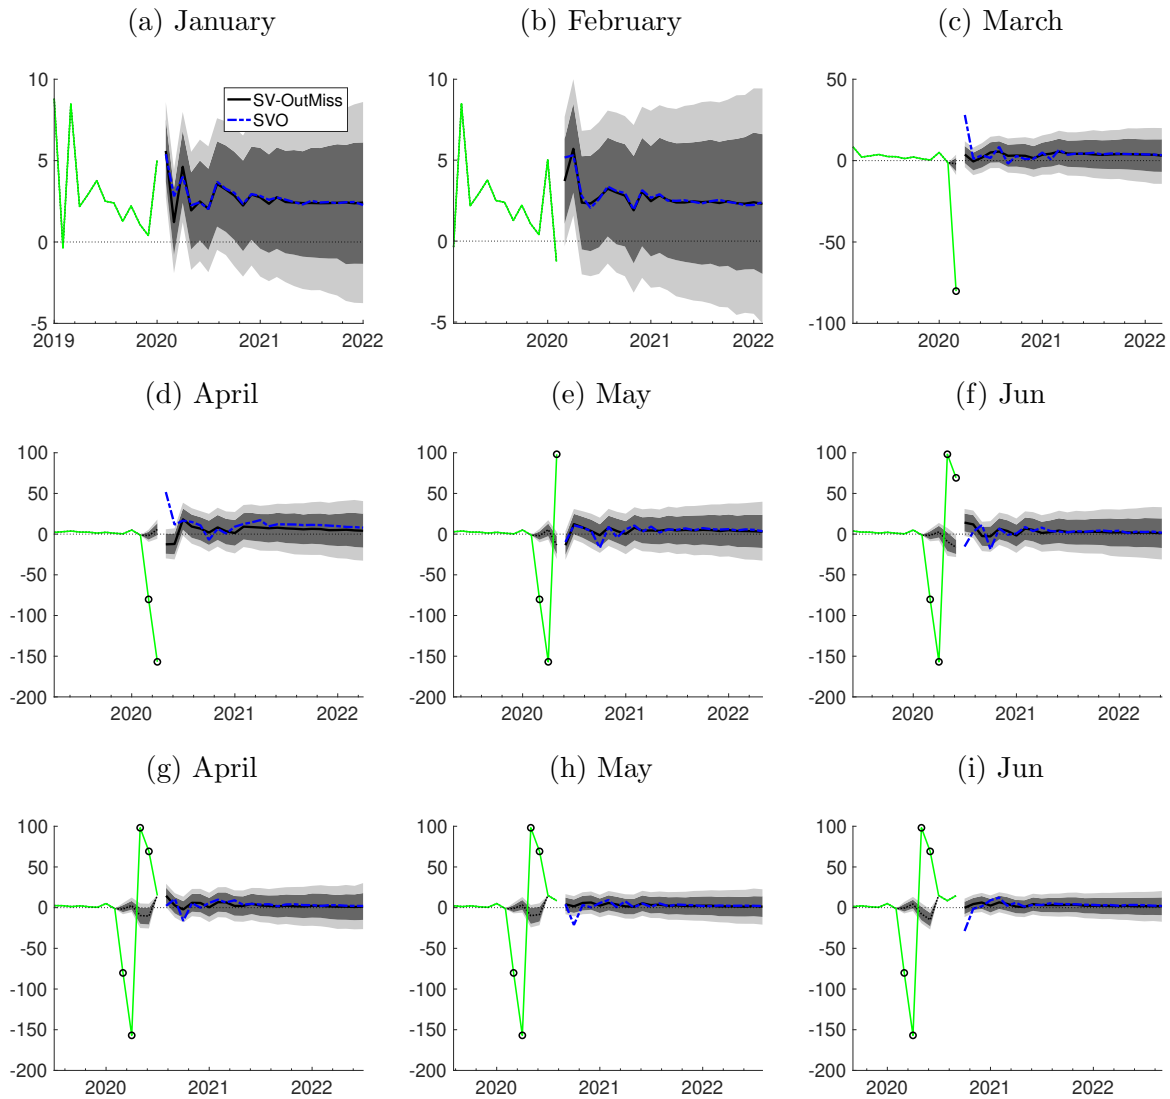 (a) January (b) February (c) March
10 10 50
SV-OutMiss
SVO
5 5 0
0 0 -50
-5 -5 -100
2019 2020 2021 2022 2020 2021 2022 2020 2021 2022
(d) April (e) May (f) Jun
100 100 100
50 50 50
0 0 0
-50 -50 -50
-100 -100 -100
-150 -150 -150
-200 -200 -200
2020 2021 2022 2020 2021 2022 2020 2021 2022
(g) April (h) May (i) Jun
100 100 100
50 50 50
0 0 0
-50 -50 -50
-100 -100 -100
-150 -150 -150
-200 -200 -200
2020 2021 2022 2020 2021 2022 2020 2021 2022